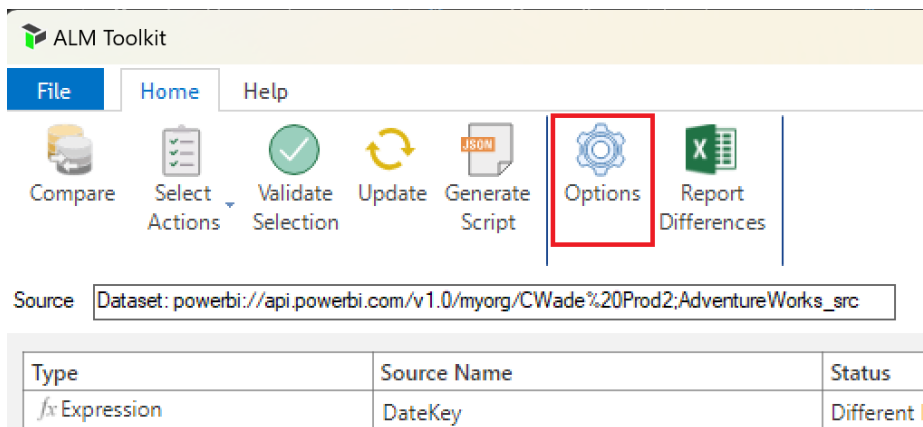 ALM Toolkit
File Home Help
JSON X
Compare Select Validate Update Generate Options Report
Actions Selection Script Differences
Source Dataset: powerbi://api.powerbi.com/v1.0/myorg/CWade%20Prod2;AdventureWorks_src
Type Source Name Status
fx Expression DateKey Different